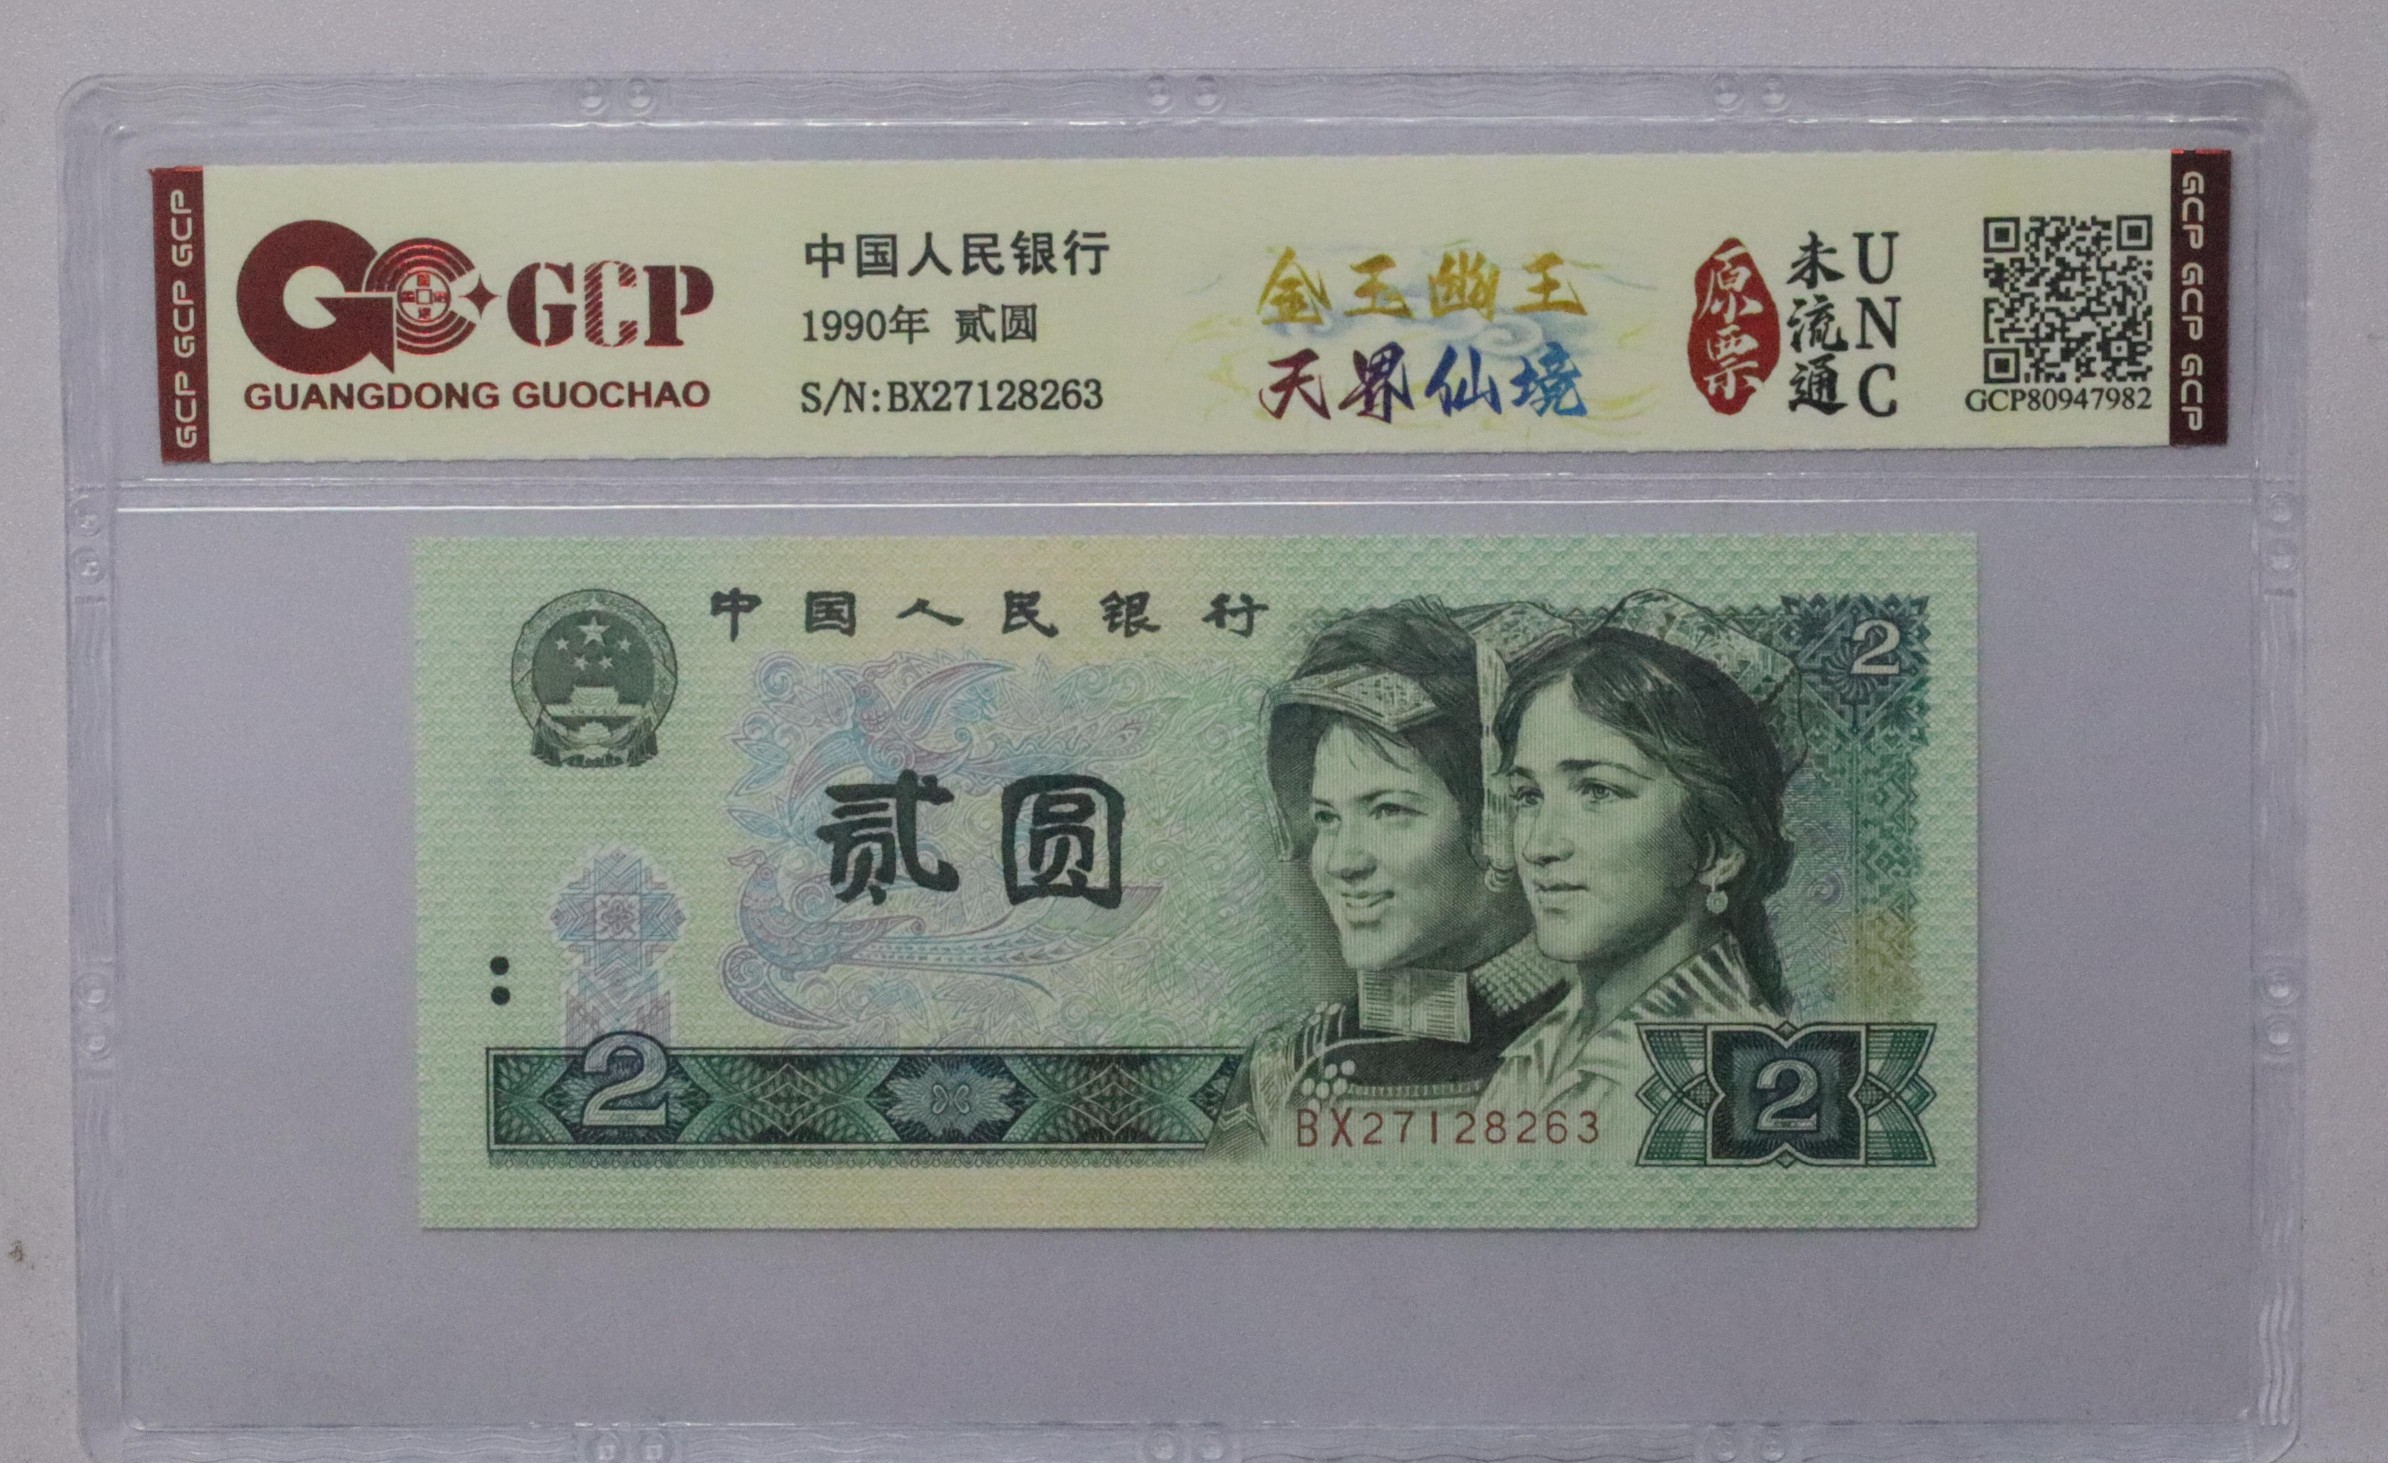 GCP GCP GCP
GCP
GUANGDONG GUOCHAO
中国人民银行
1990年 贰圆
S/N:BX27128263
金玉幽王
天界仙境
原票
未流通
UNC
GCP80947982
GCP GCP GCP
中国人民银行
2
贰圆
2
BX27128263
2